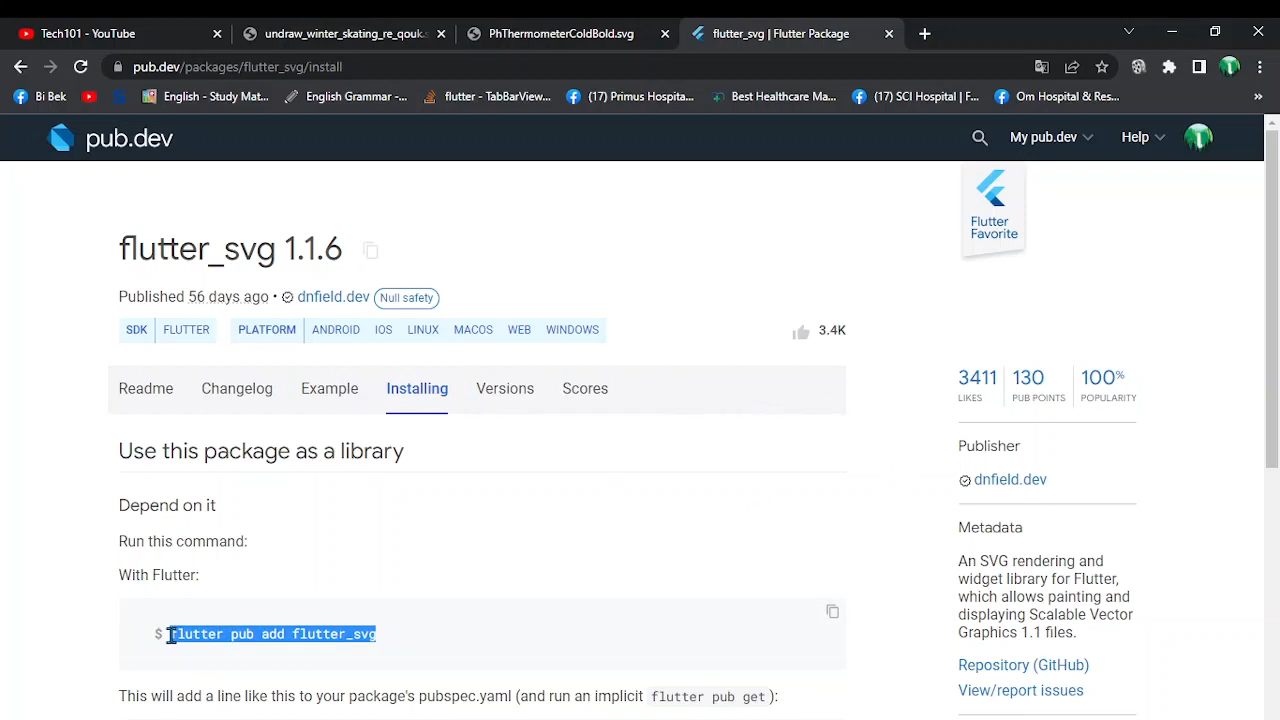 Tech101 - YouTube
undraw_winter_skating_re_qouk.s
PhThermometerColdBold.svg
flutter_svg | Flutter Package
pub.dev/packages/flutter_svg/install
Bi Bek
English - Study Mat...
English Grammar -...
flutter - TabBarView...
(17) Primus Hospita...
Best Healthcare Ma...
(17) SCI Hospital | F...
Om Hospital & Res...
»
pub.dev
My pub.dev
Help
Flutter
Favorite
flutter_svg 1.1.6
Published 56 days ago • dnfield.dev Null safety
SDK FLUTTER PLATFORM ANDROID IOS LINUX MACOS WEB WINDOWS
3.4K
Readme Changelog Example Installing Versions Scores
Use this package as a library
Depend on it
Run this command:
With Flutter:
$ flutter pub add flutter_svg
This will add a line like this to your package's pubspec.yaml (and run an implicit flutter pub get):
3411 130 100%
LIKES PUB POINTS POPULARITY
Publisher
dnfield.dev
Metadata
An SVG rendering and
widget library for Flutter,
which allows painting and
displaying Scalable Vector
Graphics 1.1 files.
Repository (GitHub)
View/report issues